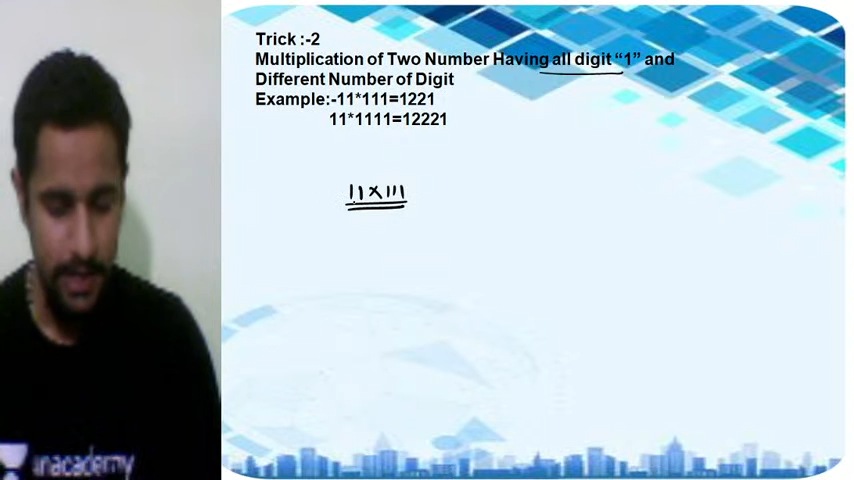 Trick :-2
Multiplication of Two Number Having all digit “1” and
Different Number of Digit
Example:-11*111=1221
11*1111=12221
11×111
unacademy